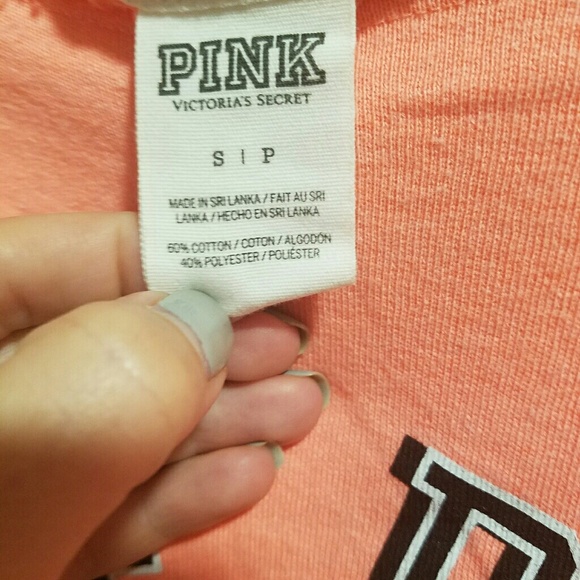 PINK
VICTORIA'S SECRET
S | P
MADE IN SRI LANKA / FAIT AU SRI
LANKA / HECHO EN SRI LANKA
60% COTTON / COTON / ALGODÓN
40% POLYESTER / POLIÉSTER